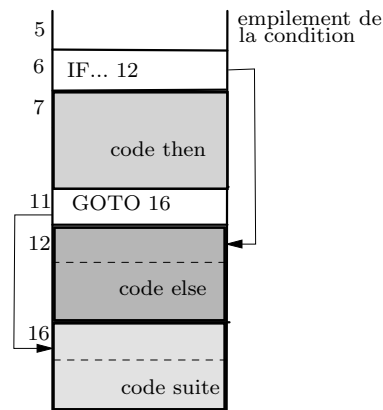 5
empilement de
la condition
6
IF... 12
7
code then
11
GOTO 16
12
code else
16
code suite